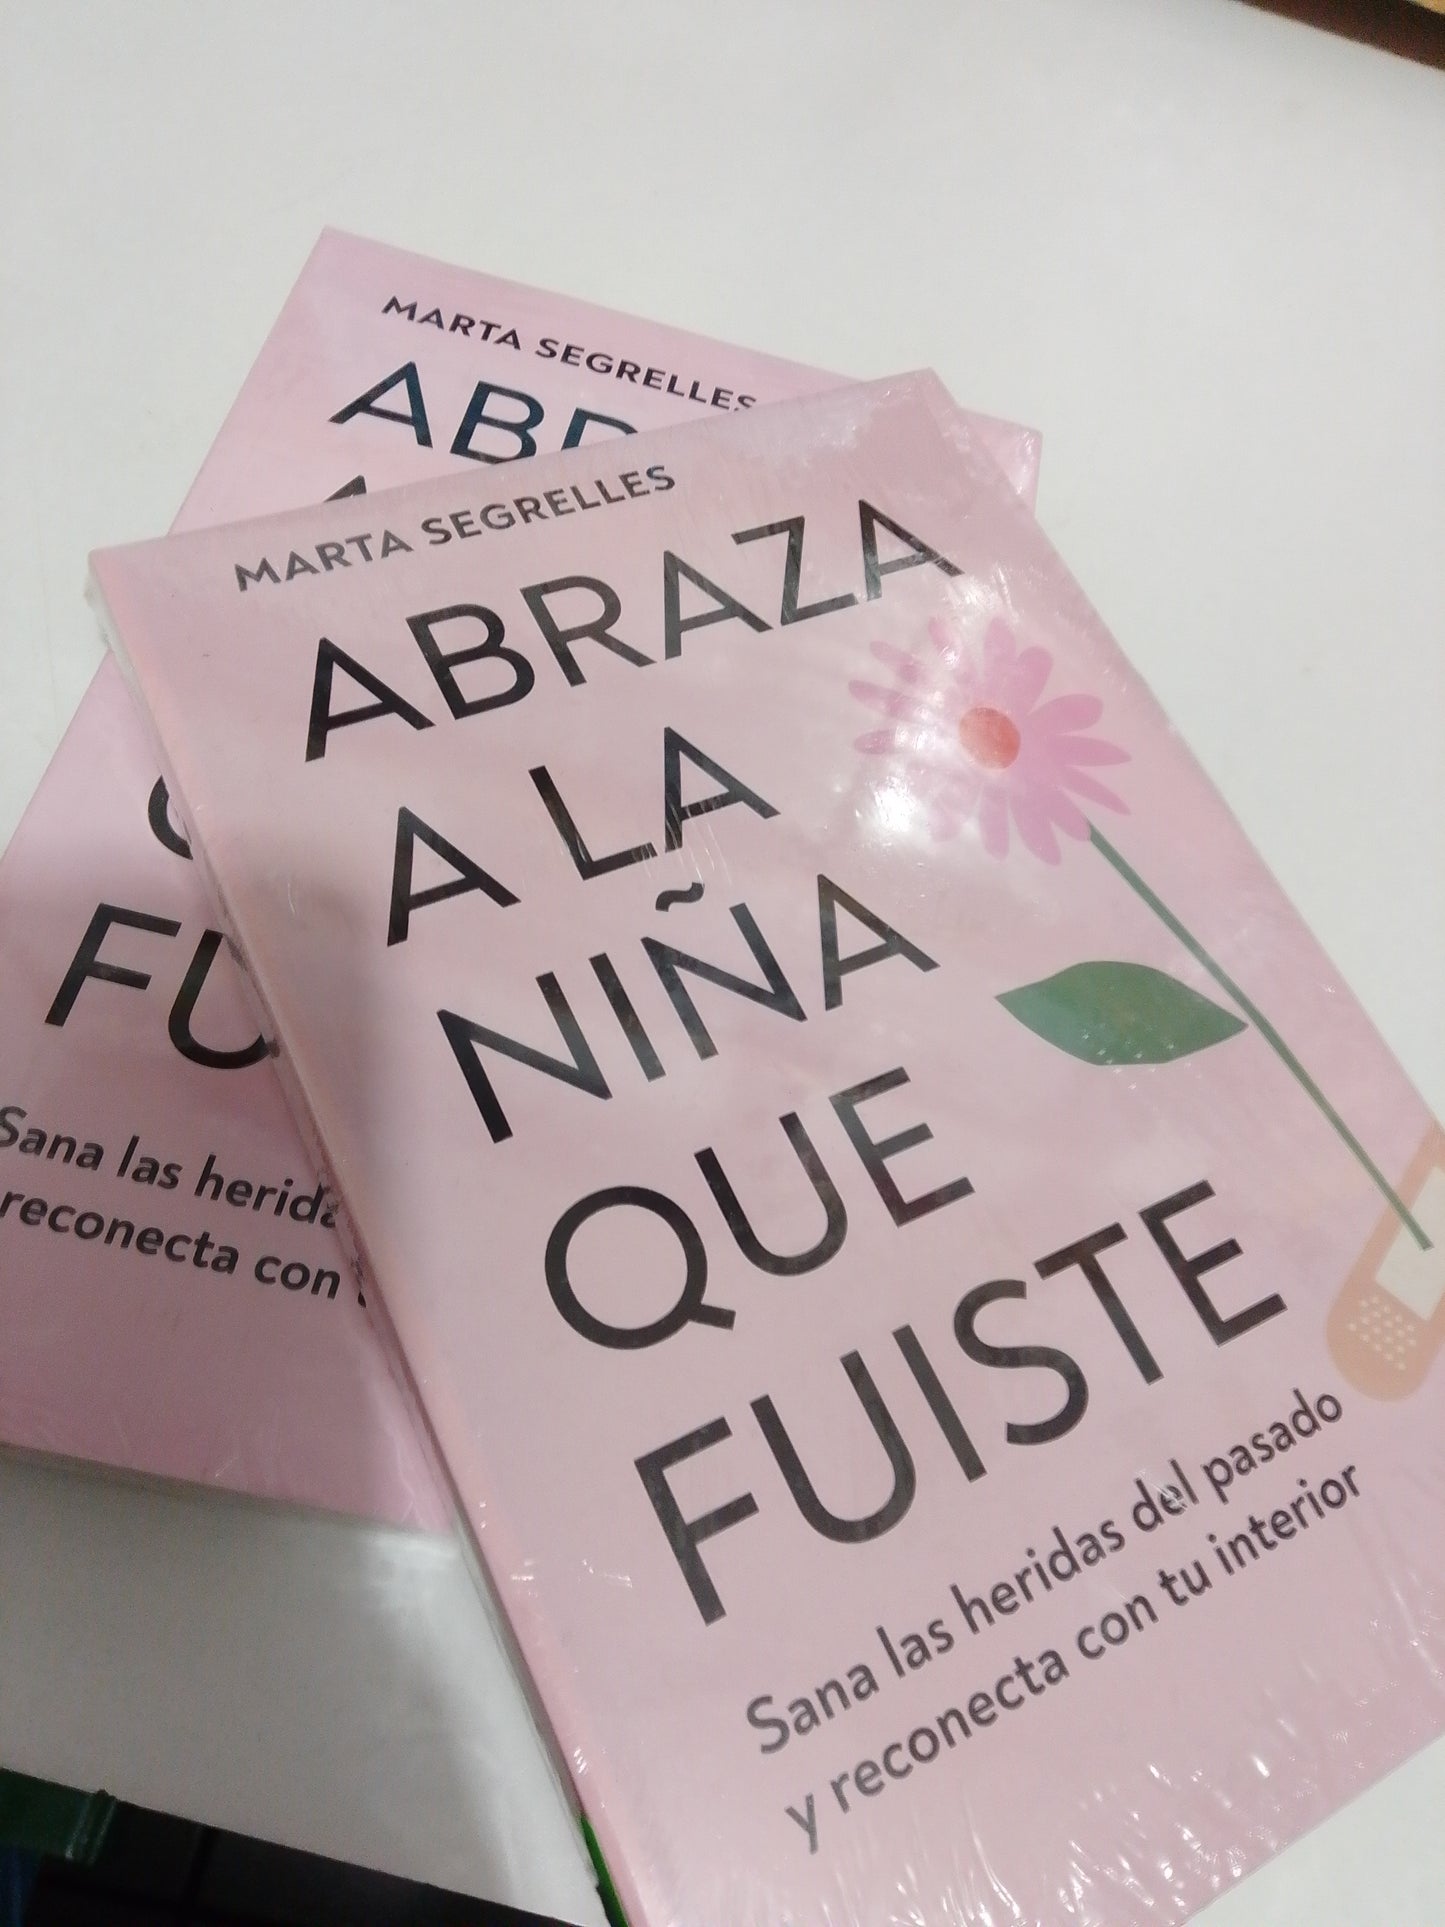 MARTA SEGRELLES
ABR
FU
Sana las herida
reconecta con
MARTA SEGRELLES
ABRAZA
A LA
NIÑA
QUE
FUISTE
Sana las heridas del pasado
y reconecta con tu interior